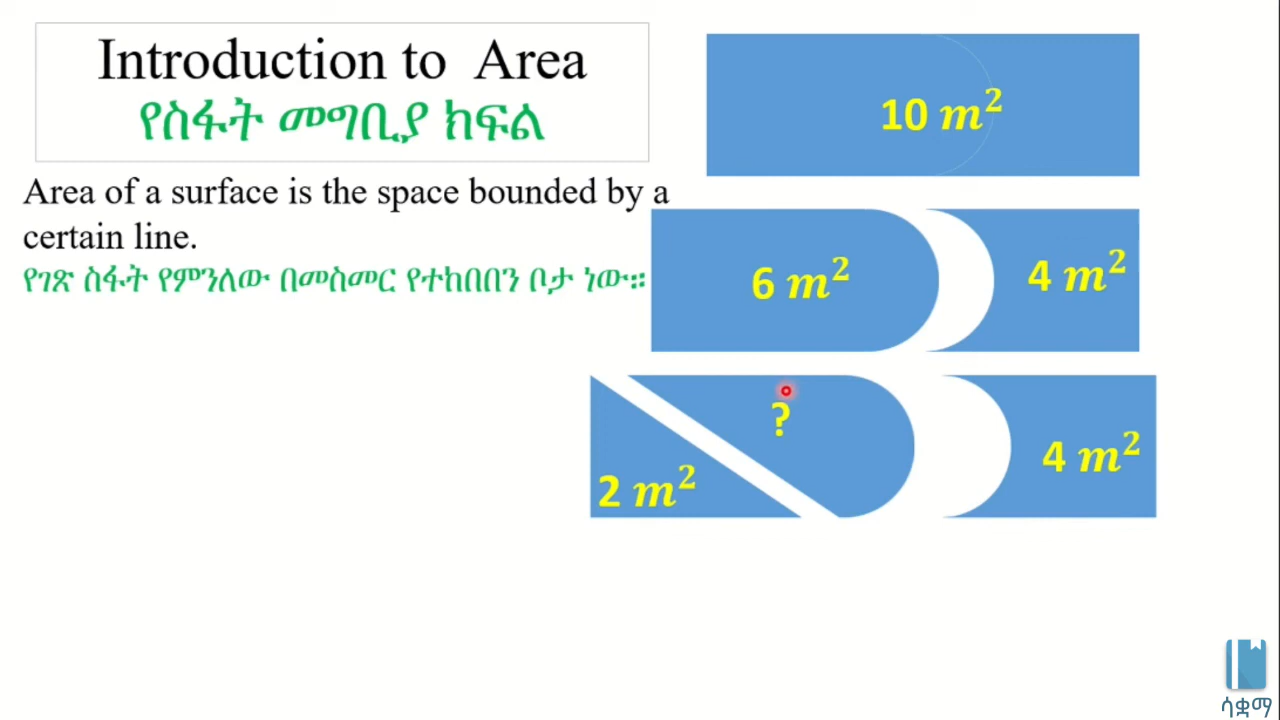 Introduction to Area
የስፋት መግቢያ ክፍል
Area of a surface is the space bounded by a
certain line.
የገጽ ስፋት የምንለው በመስመር የተከበበን ቦታ ነው።
10 m²
6 m²
4 m²
?
2 m²
4 m²
ሳቋማ